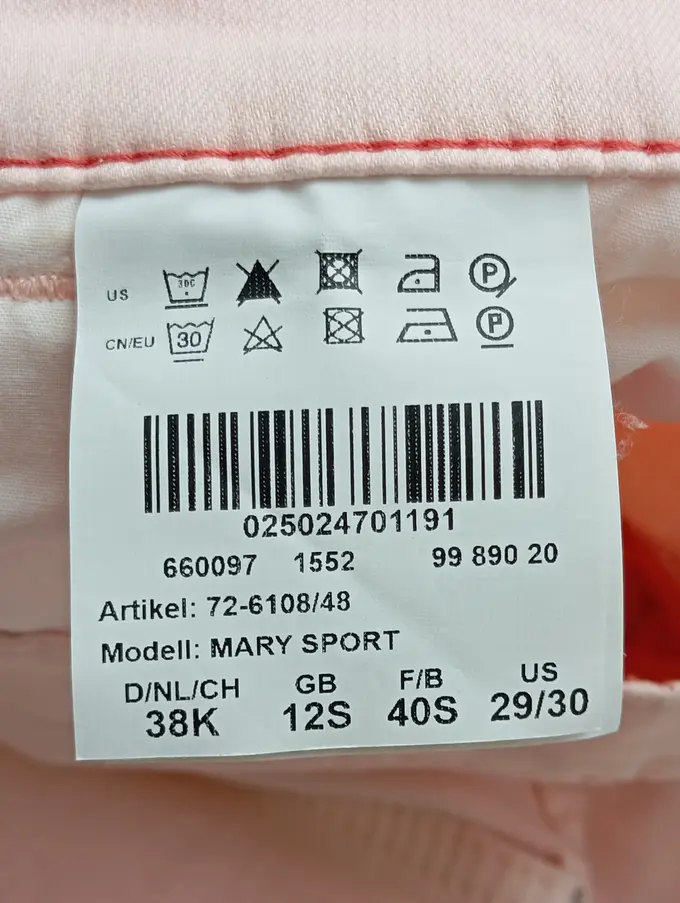 US 30C P
CN/EU 30 P
025024701191
660097 1552 99 890 20
Artikel: 72-6108/48
Modell: MARY SPORT
D/NL/CH GB F/B US
38K 12S 40S 29/30